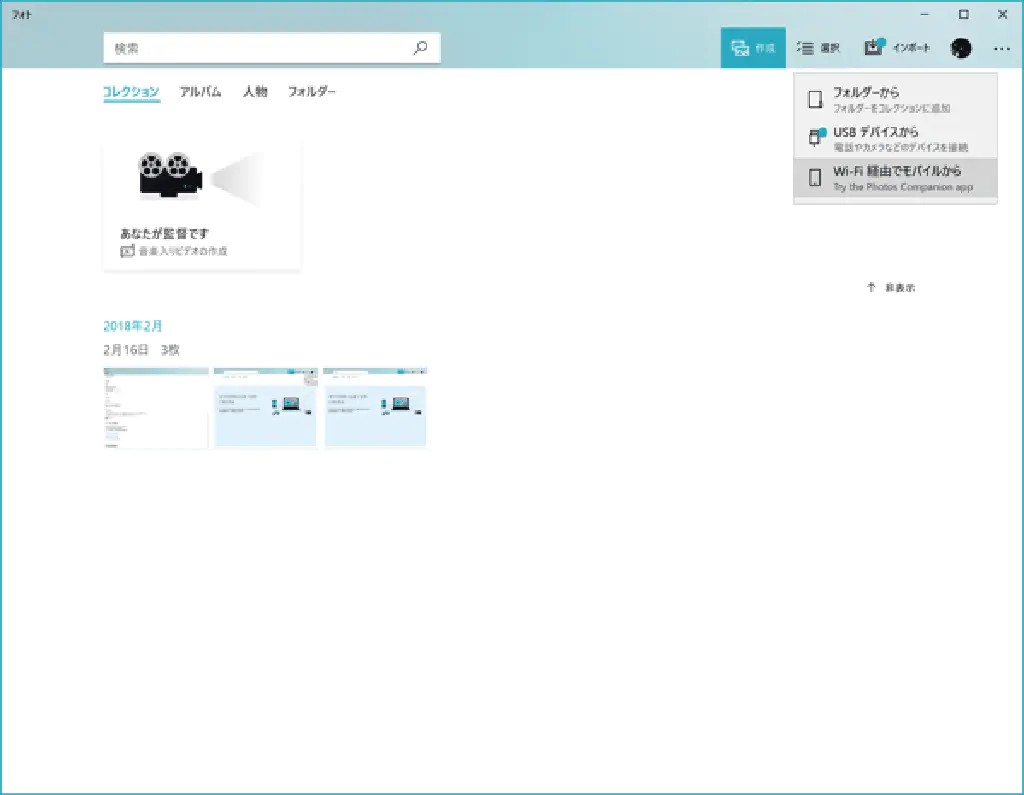 フォト
検索
作成
選択
インポート
コレクション
アルバム
人物
フォルダー
フォルダーから
フォルダーをコレクションに追加
USB デバイスから
電話やカメラなどのデバイスを接続
Wi-Fi 経由でモバイルから
Try the Photos Companion app
あなたが監督です
音楽入りビデオの作成
非表示
2018年2月
2月16日 3枚